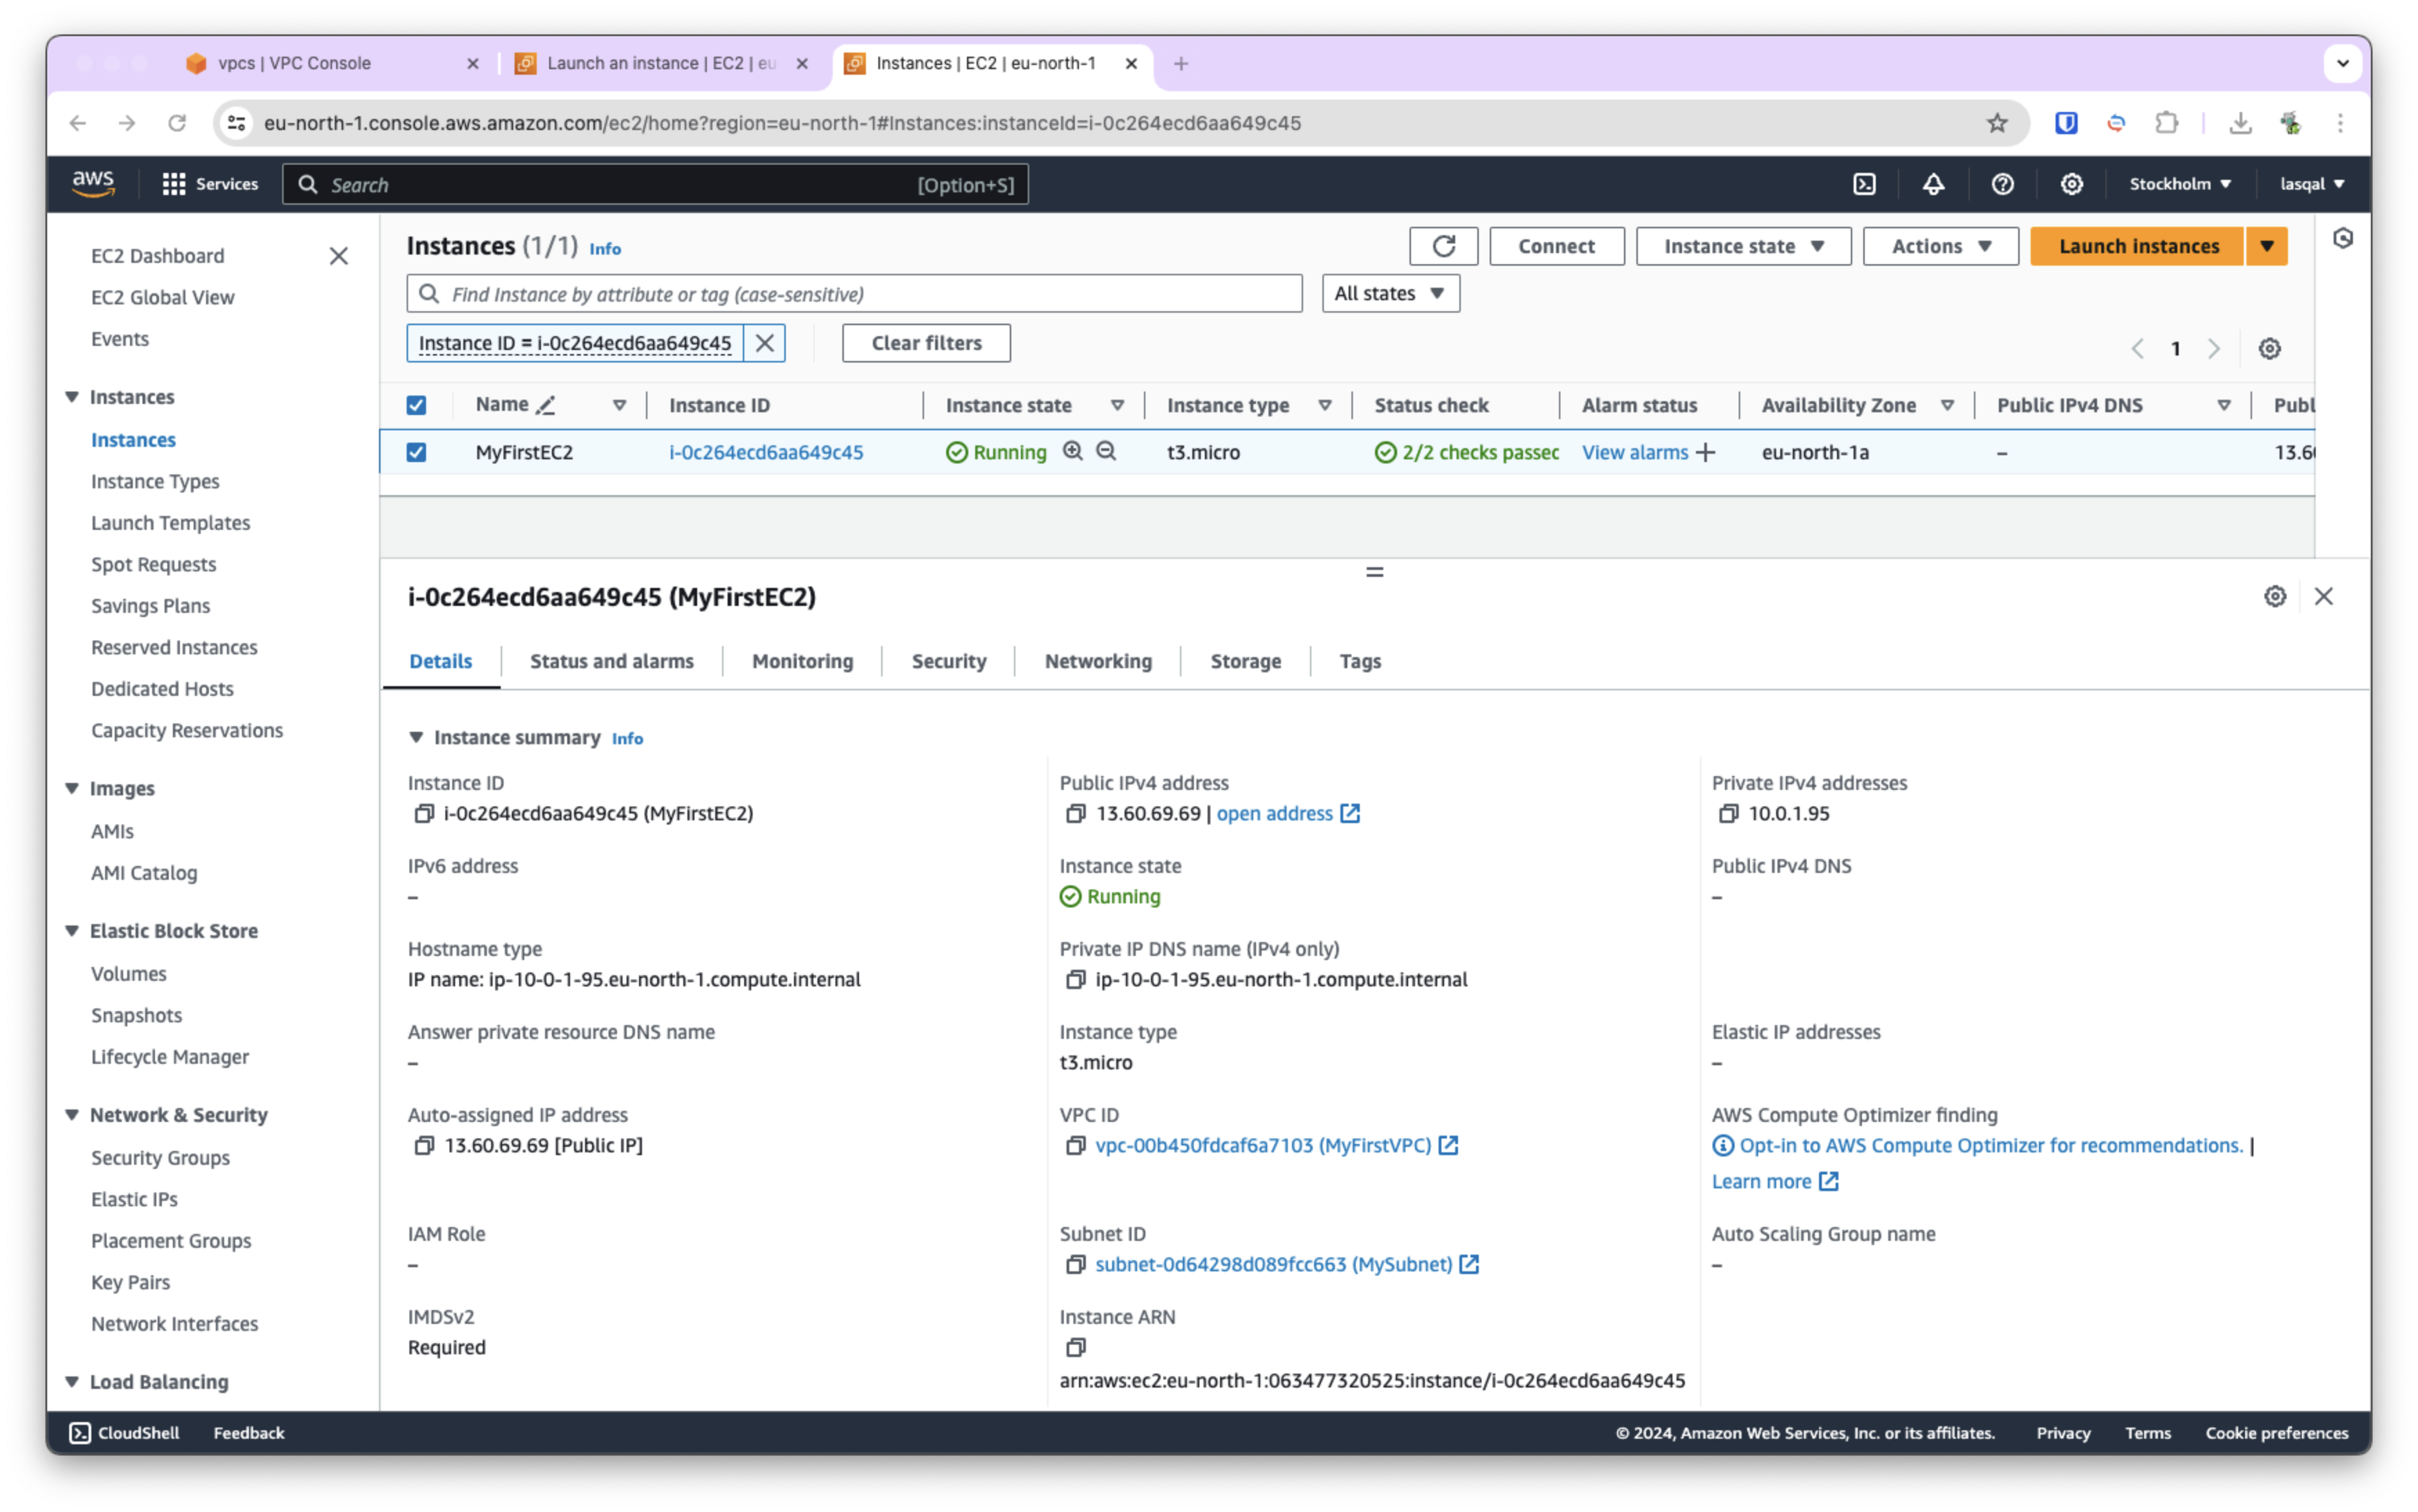 vpcs | VPC Console
Launch an instance | EC2 | eu
Instances | EC2 | eu-north-1
eu-north-1.console.aws.amazon.com/ec2/home?region=eu-north-1#Instances:instanceId=i-0c264ecd6aa649c45
aws
Services
Search
[Option+S]
Stockholm
lasqal
EC2 Dashboard
EC2 Global View
Events
Instances
Instances
Instance Types
Launch Templates
Spot Requests
Savings Plans
Reserved Instances
Dedicated Hosts
Capacity Reservations
Images
AMIs
AMI Catalog
Elastic Block Store
Volumes
Snapshots
Lifecycle Manager
Network & Security
Security Groups
Elastic IPs
Placement Groups
Key Pairs
Network Interfaces
Load Balancing
Instances (1/1) Info
Connect
Instance state
Actions
Launch instances
Find Instance by attribute or tag (case-sensitive)
All states
Instance ID = i-0c264ecd6aa649c45
Clear filters
1
Name Instance ID Instance state Instance type Status check Alarm status Availability Zone Public IPv4 DNS Publ
MyFirstEC2 i-0c264ecd6aa649c45 Running t3.micro 2/2 checks passec View alarms + eu-north-1a – 13.6
i-0c264ecd6aa649c45 (MyFirstEC2)
Details
Status and alarms
Monitoring
Security
Networking
Storage
Tags
Instance summary Info
Instance ID
i-0c264ecd6aa649c45 (MyFirstEC2)
Public IPv4 address
13.60.69.69 | open address
Private IPv4 addresses
10.0.1.95
IPv6 address
–
Instance state
Running
Public IPv4 DNS
–
Hostname type
IP name: ip-10-0-1-95.eu-north-1.compute.internal
Private IP DNS name (IPv4 only)
ip-10-0-1-95.eu-north-1.compute.internal
Answer private resource DNS name
–
Instance type
t3.micro
Elastic IP addresses
–
Auto-assigned IP address
13.60.69.69 [Public IP]
VPC ID
vpc-00b450fdcaf6a7103 (MyFirstVPC)
AWS Compute Optimizer finding
Opt-in to AWS Compute Optimizer for recommendations. |
Learn more
IAM Role
–
Subnet ID
subnet-0d64298d089fcc663 (MySubnet)
Auto Scaling Group name
–
IMDSv2
Required
Instance ARN
arn:aws:ec2:eu-north-1:063477320525:instance/i-0c264ecd6aa649c45
CloudShell
Feedback
© 2024, Amazon Web Services, Inc. or its affiliates.
Privacy
Terms
Cookie preferences